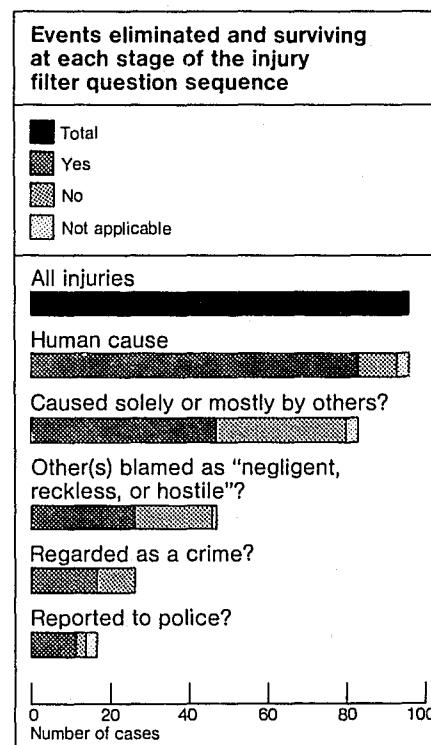 Events eliminated and surviving
at each stage of the injury
filter question sequence
Total
Yes
No
Not applicable
All injuries
Human cause
Caused solely or mostly by others?
Other(s) blamed as "negligent,
reckless, or hostile"?
Regarded as a crime?
Reported to police?
0 20 40 60 80 100
Number of cases